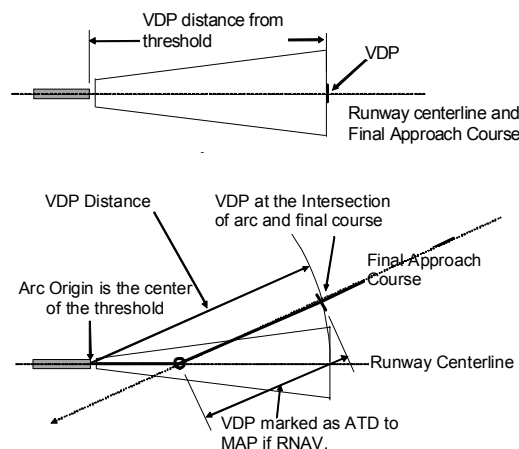 VDP distance from
threshold
VDP
Runway centerline and
Final Approach Course
VDP Distance
VDP at the Intersection
of arc and final course
Final Approach
Course
Arc Origin is the center
of the threshold
Runway Centerline
VDP marked as ATD to
MAP if RNAV.